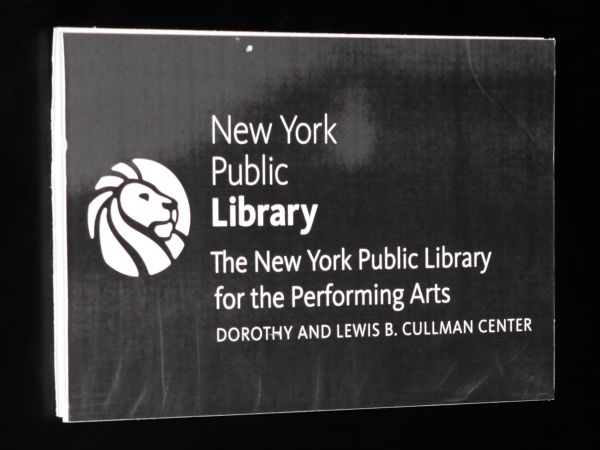 New York
Public
Library
The New York Public Library
for the Performing Arts
DOROTHY AND LEWIS B. CULLMAN CENTER